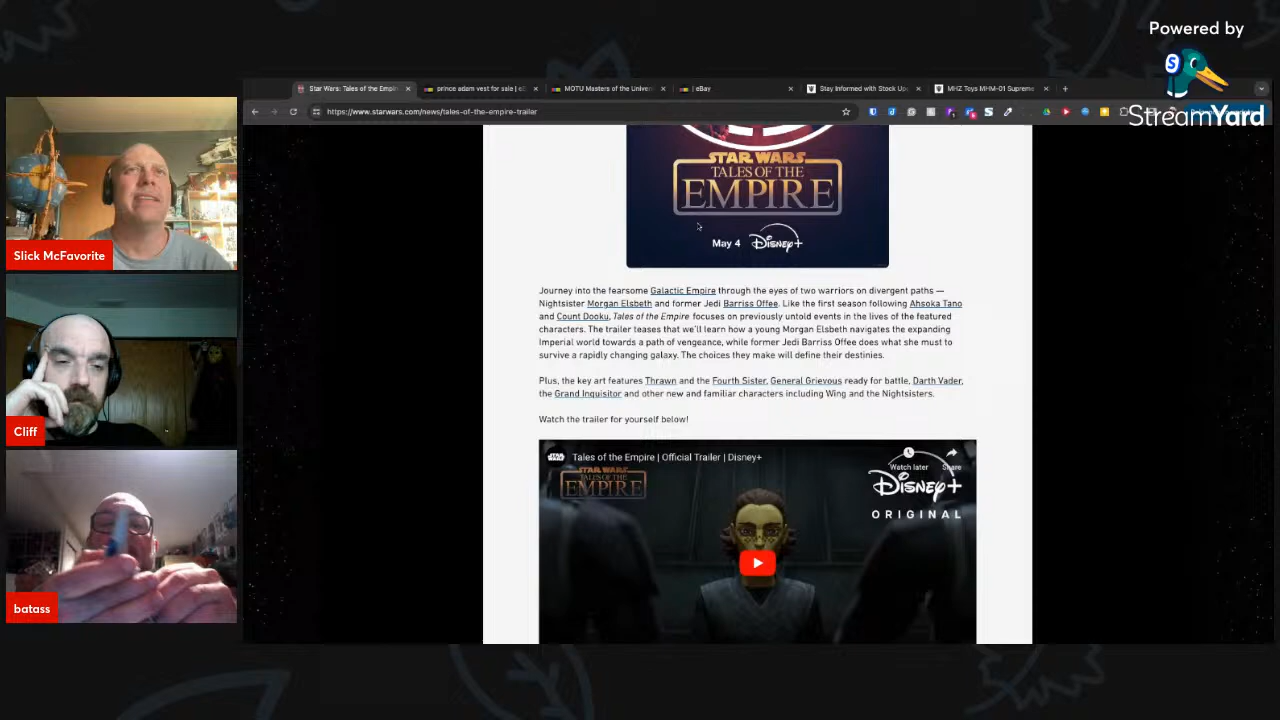 Powered by
StreamYard
Star Wars: Tales of the Empir
prince adam vest for sale | e
MOTU Masters of the Univer
| eBay
Stay Informed with Stock Up
MHZ Toys MHM-01 Supreme
https://www.starwars.com/news/tales-of-the-empire-trailer
STAR WARS
TALES OF THE
EMPIRE
May 4 Disney+
Journey into the fearsome Galactic Empire through the eyes of two warriors on divergent paths —
Nightsister Morgan Elsbeth and former Jedi Barriss Offee. Like the first season following Ahsoka Tano
and Count Dooku, Tales of the Empire focuses on previously untold events in the lives of the featured
characters. The trailer teases that we'll learn how a young Morgan Elsbeth navigates the expanding
Imperial world towards a path of vengeance, while former Jedi Barriss Offee does what she must to
survive a rapidly changing galaxy. The choices they make will define their destinies.
Plus, the key art features Thrawn and the Fourth Sister, General Grievous ready for battle, Darth Vader,
the Grand Inquisitor and other new and familiar characters including Wing and the Nightsisters.
Watch the trailer for yourself below!
Tales of the Empire | Official Trailer | Disney+
Watch later
Share
STAR WARS
TALES OF THE
EMPIRE
Disney+
ORIGINAL
Slick McFavorite
Cliff
batass